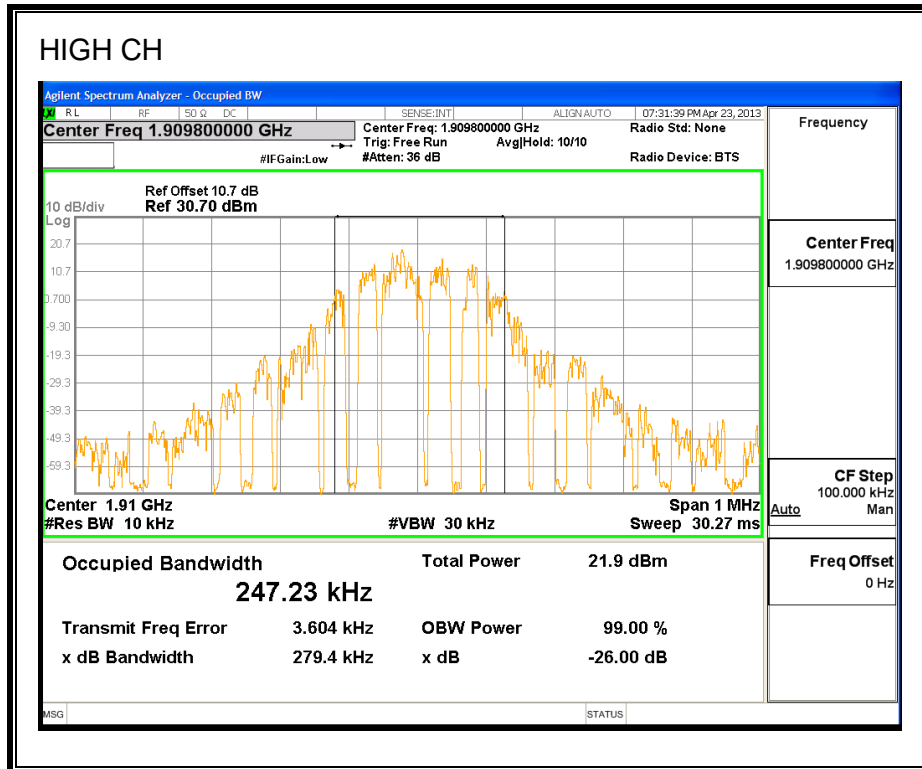 HIGH CH
Agilent Spectrum Analyzer - Occupied BW
RL RF 50 Ω DC SENSE:INT ALIGN AUTO 07:31:39 PM Apr 23, 2013
Center Freq 1.909800000 GHz
Center Freq: 1.909800000 GHz Radio Std: None
Trig: Free Run Avg|Hold: 10/10
#IFGain:Low #Atten: 36 dB Radio Device: BTS
Ref Offset 10.7 dB
10 dB/div Ref 30.70 dBm
Log
20.7
10.7
0.700
-9.30
-19.3
-29.3
-39.3
-49.3
-59.3
Center 1.91 GHz Span 1 MHz
#Res BW 10 kHz #VBW 30 kHz Sweep 30.27 ms
Occupied Bandwidth Total Power 21.9 dBm
247.23 kHz
Transmit Freq Error 3.604 kHz OBW Power 99.00 %
x dB Bandwidth 279.4 kHz x dB -26.00 dB
MSG STATUS
Frequency
Center Freq
1.909800000 GHz
CF Step
100.000 kHz
Auto Man
Freq Offset
0 Hz